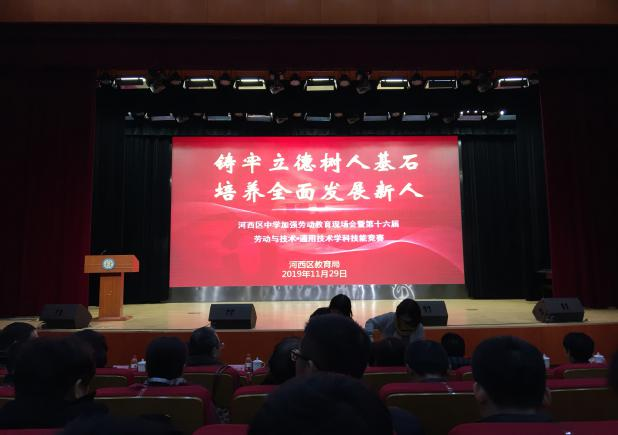 铸牢立德树人基石
培养全面发展新人
河西区中学加强劳动教育现场会暨第十六届
劳动与技术·通用技术学科技能竞赛
河西区教育局
2019年11月29日